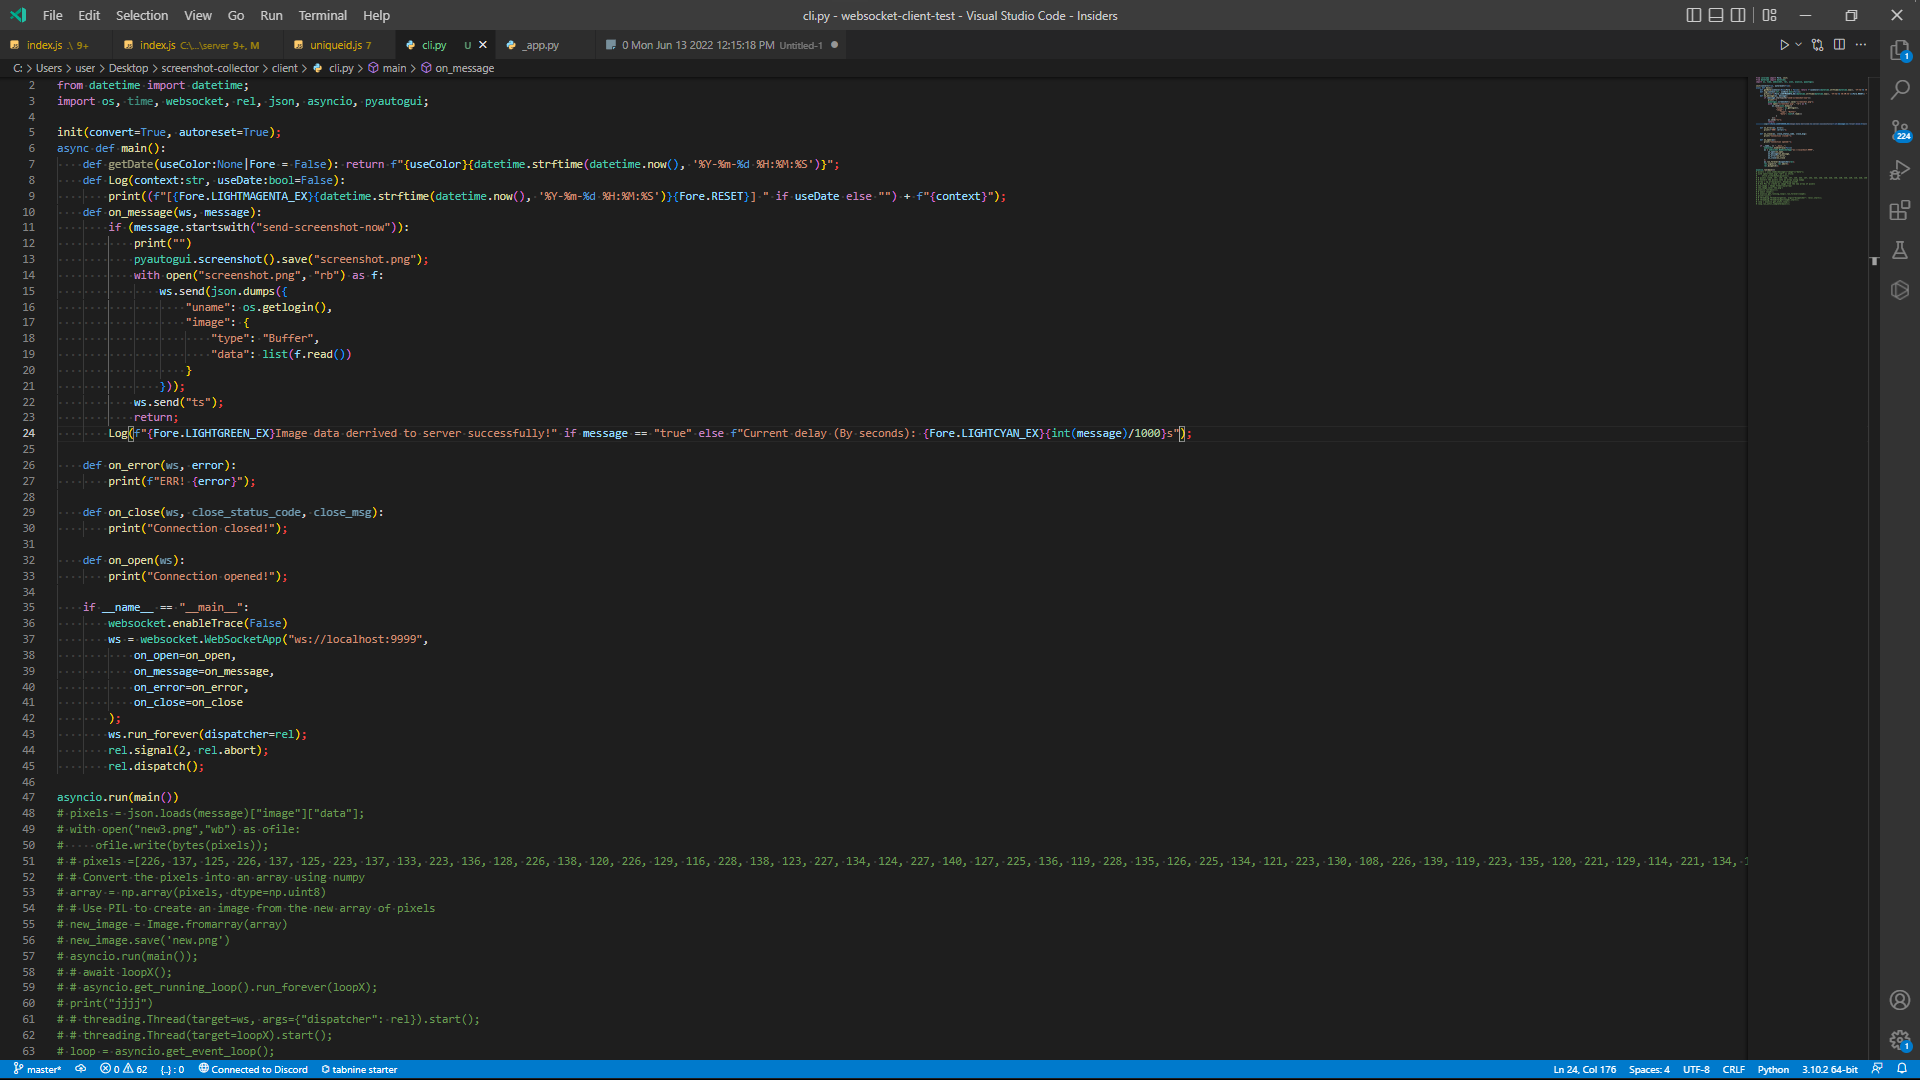 File Edit Selection View Go Run Terminal Help
cli.py - websocket-client-test - Visual Studio Code - Insiders
index.js .\ 9+ index.js C:\...\server 9+, M uniqueid.js 7 cli.py U _app.py 0 Mon Jun 13 2022 12:15:18 PM Untitled-1
C: > Users > user > Desktop > screenshot-collector > client > cli.py > main > on_message
2 from datetime import datetime;
3 import os, time, websocket, rel, json, asyncio, pyautogui;
4
5 init(convert=True, autoreset=True);
6 async def main():
7     def getDate(useColor:None|Fore = False): return f"{useColor}{datetime.strftime(datetime.now(), '%Y-%m-%d %H:%M:%S')}";
8     def Log(context:str, useDate:bool=False):
9         print((f"[{Fore.LIGHTMAGENTA_EX}{datetime.strftime(datetime.now(), '%Y-%m-%d %H:%M:%S')}{Fore.RESET}] " if useDate else "") + f"{context}");
10     def on_message(ws, message):
11         if (message.startswith("send-screenshot-now")):
12             print("")
13             pyautogui.screenshot().save("screenshot.png");
14             with open("screenshot.png", "rb") as f:
15                 ws.send(json.dumps({
16                     "uname": os.getlogin(),
17                     "image": {
18                         "type": "Buffer",
19                         "data": list(f.read())
20                     }
21                 }));
22             ws.send("ts");
23             return;
24         Log(f"{Fore.LIGHTGREEN_EX}Image data derrived to server successfully!" if message == "true" else f"Current delay (By seconds): {Fore.LIGHTCYAN_EX}{int(message)/1000}s");
25
26     def on_error(ws, error):
27         print(f"ERR! {error}");
28
29     def on_close(ws, close_status_code, close_msg):
30         print("Connection closed!");
31
32     def on_open(ws):
33         print("Connection opened!");
34
35     if __name__ == "__main__":
36         websocket.enableTrace(False)
37         ws = websocket.WebSocketApp("ws://localhost:9999",
38             on_open=on_open,
39             on_message=on_message,
40             on_error=on_error,
41             on_close=on_close
42         );
43         ws.run_forever(dispatcher=rel);
44         rel.signal(2, rel.abort);
45         rel.dispatch();
46
47 asyncio.run(main())
48 # pixels = json.loads(message)["image"]["data"];
49 # with open("new3.png","wb") as ofile:
50 #     ofile.write(bytes(pixels));
51 # # pixels =[226, 137, 125, 226, 137, 125, 223, 137, 133, 223, 136, 128, 226, 138, 120, 226, 129, 116, 228, 138, 123, 227, 134, 124, 227, 140, 127, 225, 136, 119, 228, 135, 126, 225, 134, 121, 223, 130, 108, 226, 139, 119, 223, 135, 120, 221, 129, 114, 221, 134,
52 # # Convert the pixels into an array using numpy
53 # array = np.array(pixels, dtype=np.uint8)
54 # # Use PIL to create an image from the new array of pixels
55 # new_image = Image.fromarray(array)
56 # new_image.save('new.png')
57 # asyncio.run(main());
58 # # await loopX();
59 # # asyncio.get_running_loop().run_forever(loopX);
60 # print("jjjj")
61 # # threading.Thread(target=ws, args={"dispatcher": rel}).start();
62 # # threading.Thread(target=loopX).start();
63 # loop = asyncio.get_event_loop();
1
224
1
master* 0 62 {..} : 0 Connected to Discord tabnine starter
Ln 24, Col 176 Spaces: 4 UTF-8 CRLF Python 3.10.2 64-bit